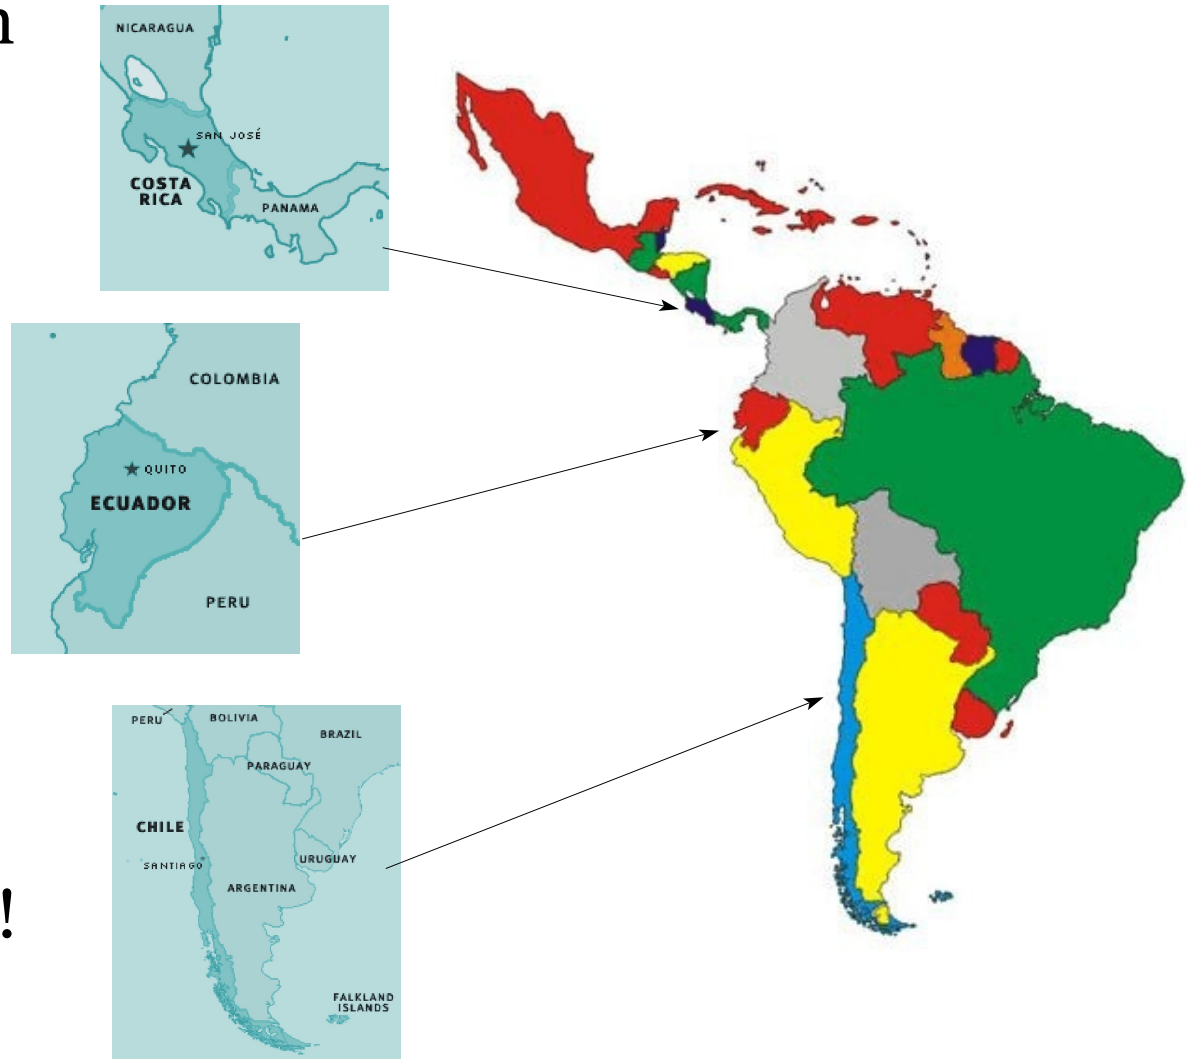 n
NICARAGUA
SAN JOSÉ
COSTA
RICA
PANAMA
COLOMBIA
QUITO
ECUADOR
PERU
PERU
BOLIVIA
BRAZIL
PARAGUAY
CHILE
SANTIAGO
URUGUAY
ARGENTINA
FALKLAND
ISLANDS
!